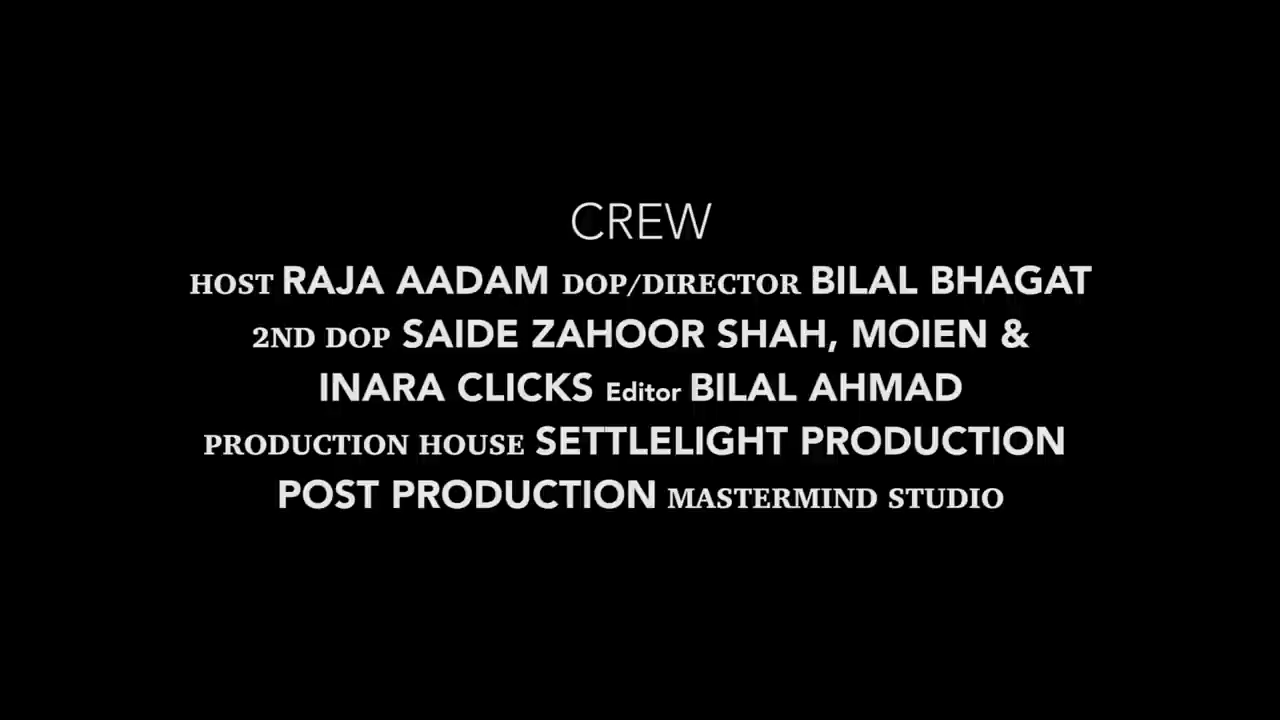 CREW
HOST RAJA AADAM DOP/DIRECTOR BILAL BHAGAT
2ND DOP SAIDE ZAHOOR SHAH, MOIEN &
INARA CLICKS Editor BILAL AHMAD
PRODUCTION HOUSE SETTLELIGHT PRODUCTION
POST PRODUCTION MASTERMIND STUDIO